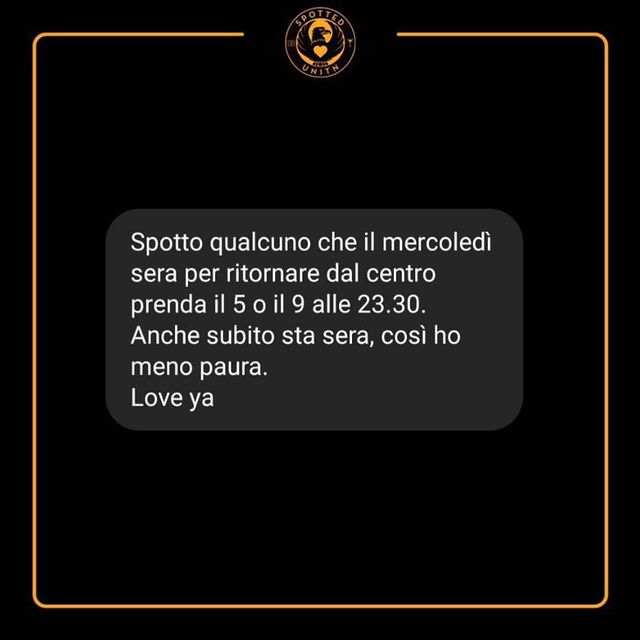 SPOTTED
UNITN
Spotto qualcuno che il mercoledì
sera per ritornare dal centro
prenda il 5 o il 9 alle 23.30.
Anche subito sta sera, così ho
meno paura.
Love ya